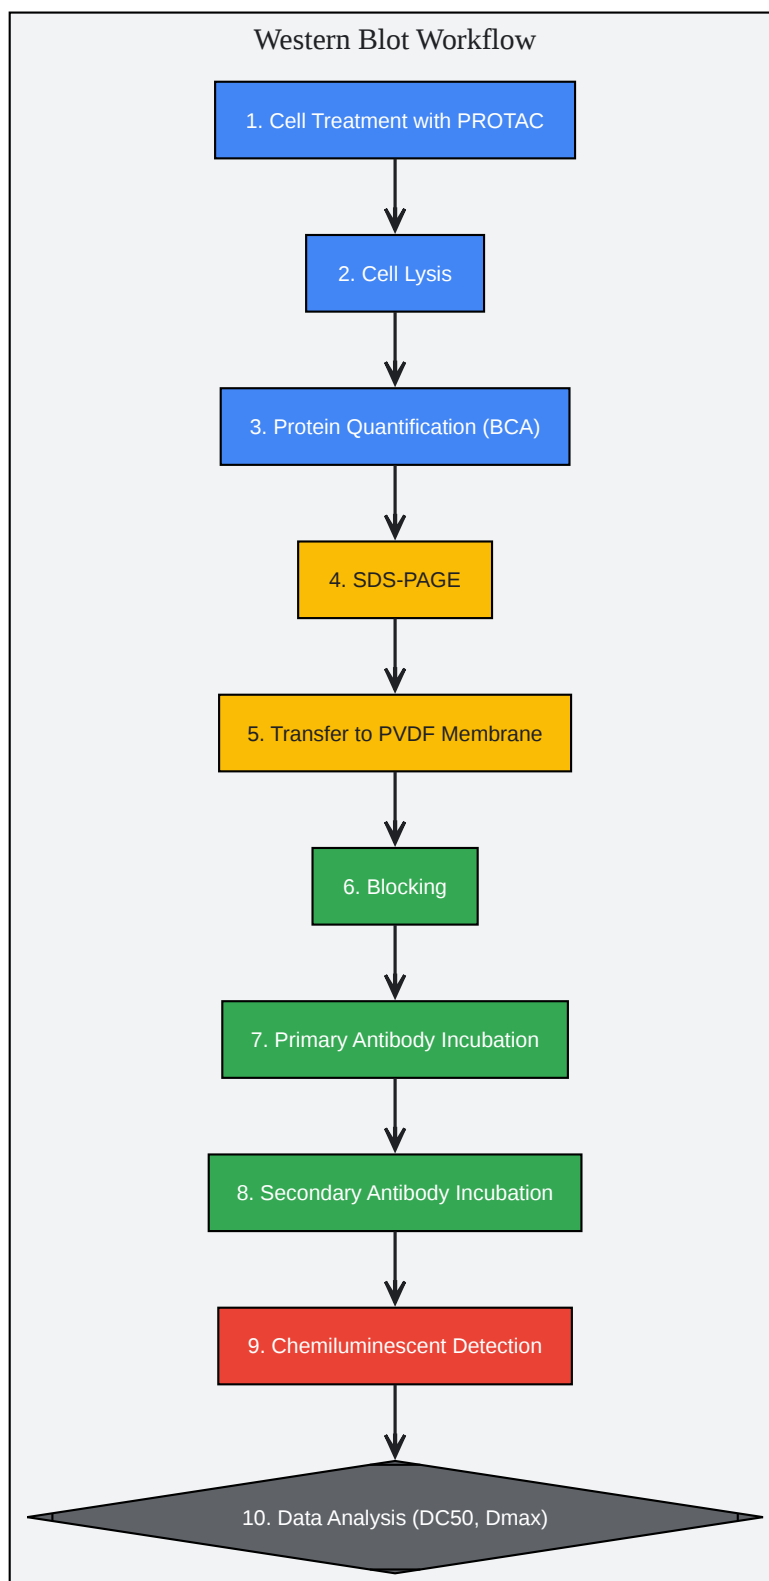 Western Blot Workflow
1. Cell Treatment with PROTAC
2. Cell Lysis
3. Protein Quantification (BCA)
4. SDS-PAGE
5. Transfer to PVDF Membrane
6. Blocking
7. Primary Antibody Incubation
8. Secondary Antibody Incubation
9. Chemiluminescent Detection
10. Data Analysis (DC50, Dmax)